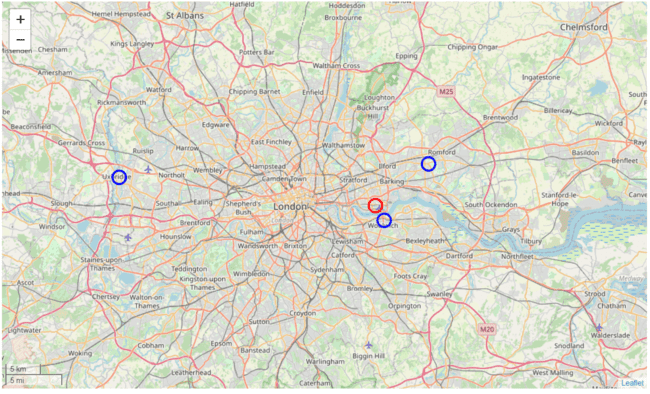 Hatfield
Hoddesdon
Harlow
Hemel Hempstead
St Albans
Broxbourne
Chelmsford
+
−
Chesham
Kings Langley
Potters Bar
Epping
Chipping Ongar
Waltham Cross
Amersham
Watford
Ingatestone
Chipping Barnet
Enfield
Loughton
M25
Rickmansworth
Buckhurst
Hill
Brentwood
Billericay
Wickford
Beaconsfield
Edgware
Gerrards Cross
Ruislip
Harrow
East Finchley
Walthamstow
Romford
Basildon
Hampstead
Ilford
Benfleet
Uxbridge
Northolt
Wembley
Camden Town
Stratford
Barking
Slough
Southall
Ealing
Shepherd's
Bush
London
South Ockendon
Stanford-le-
Hope
Windsor
Brentford
Fulham
Woolwich
Grays
Hounslow
Wandsworth
Brixton
Lewisham
Bexleyheath
Tilbury
Catford
Dartford
Northfleet
Staines-upon-
Thames
Teddington
Wimbledon
Sydenham
Foots Cray
Ascot
Kingston upon
Thames
Bromley
Swanley
Strood
Chertsey
Walton-on-
Thames
Orpington
Chatham
Sutton
Croydon
Lightwater
M20
Walderslade
Cobham
Epsom
Biggin Hill
Snodland
Woking
Banstead
Warlingham
5 km
5 mi
Leatherhead
Caterham
West Malling
Leaflet